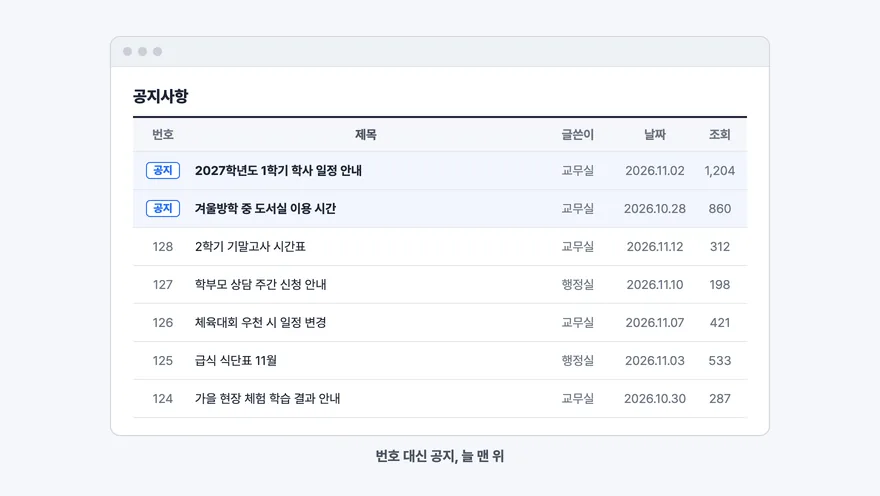 공지사항
번호 제목 글쓴이 날짜 조회
공지 2027학년도 1학기 학사 일정 안내 교무실 2026.11.02 1,204
공지 겨울방학 중 도서실 이용 시간 교무실 2026.10.28 860
128 2학기 기말고사 시간표 교무실 2026.11.12 312
127 학부모 상담 주간 신청 안내 행정실 2026.11.10 198
126 체육대회 우천 시 일정 변경 교무실 2026.11.07 421
125 급식 식단표 11월 행정실 2026.11.03 533
124 가을 현장 체험 학습 결과 안내 교무실 2026.10.30 287
번호 대신 공지, 늘 맨 위